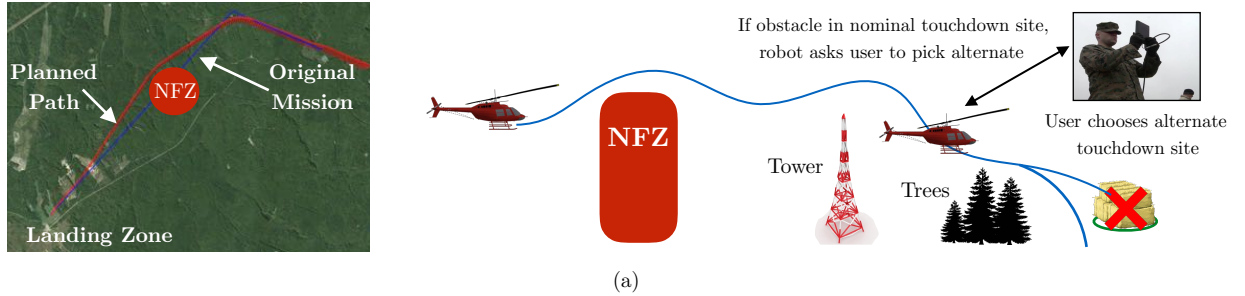 Planned
Path
NFZ
Original
Mission
Landing Zone
If obstacle in nominal touchdown site,
robot asks user to pick alternate
NFZ
Tower
Trees
User chooses alternate
touchdown site
(a)